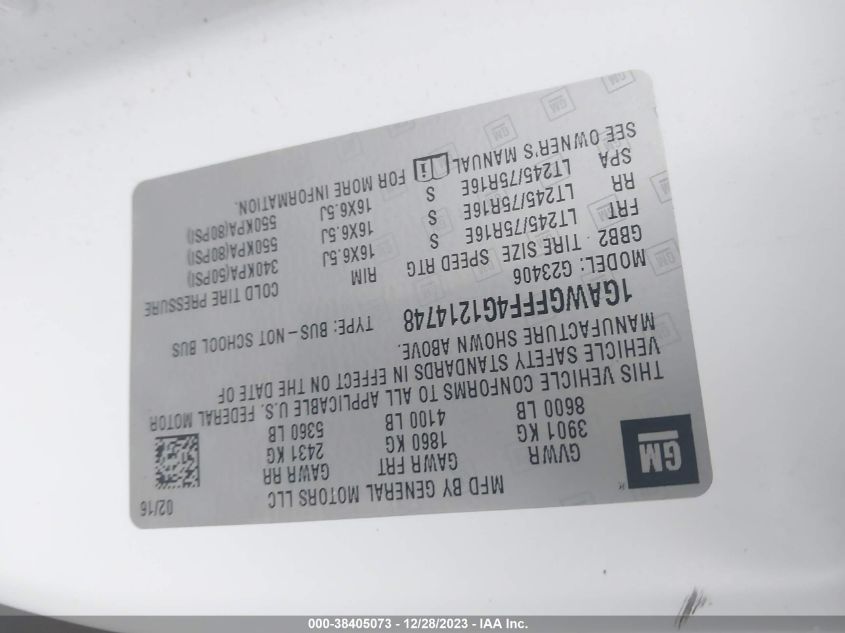 MFD BY GENERAL MOTORS LLC 02/16
GM
GVWR GAWR FRT GAWR RR
3901 KG 1860 KG 2431 KG
8600 LB 4100 LB 5360 LB
THIS VEHICLE CONFORMS TO ALL APPLICABLE U.S. FEDERAL MOTOR
VEHICLE SAFETY STANDARDS IN EFFECT ON THE DATE OF
MANUFACTURE SHOWN ABOVE.
1GAWGFFF4G1214748 TYPE: BUS-NOT SCHOOL BUS
MODEL: G23406
GBB2 TIRE SIZE SPEED RTG RIM COLD TIRE PRESSURE
FRT LT245/75R16E S 16X6.5J 340KPA(50PSI)
RR LT245/75R16E S 16X6.5J 550KPA(80PSI)
SPA LT245/75R16E S 16X6.5J 550KPA(80PSI)
SEE OWNER'S MANUAL FOR MORE INFORMATION.
000-38405073 - 12/28/2023 - IAA Inc.